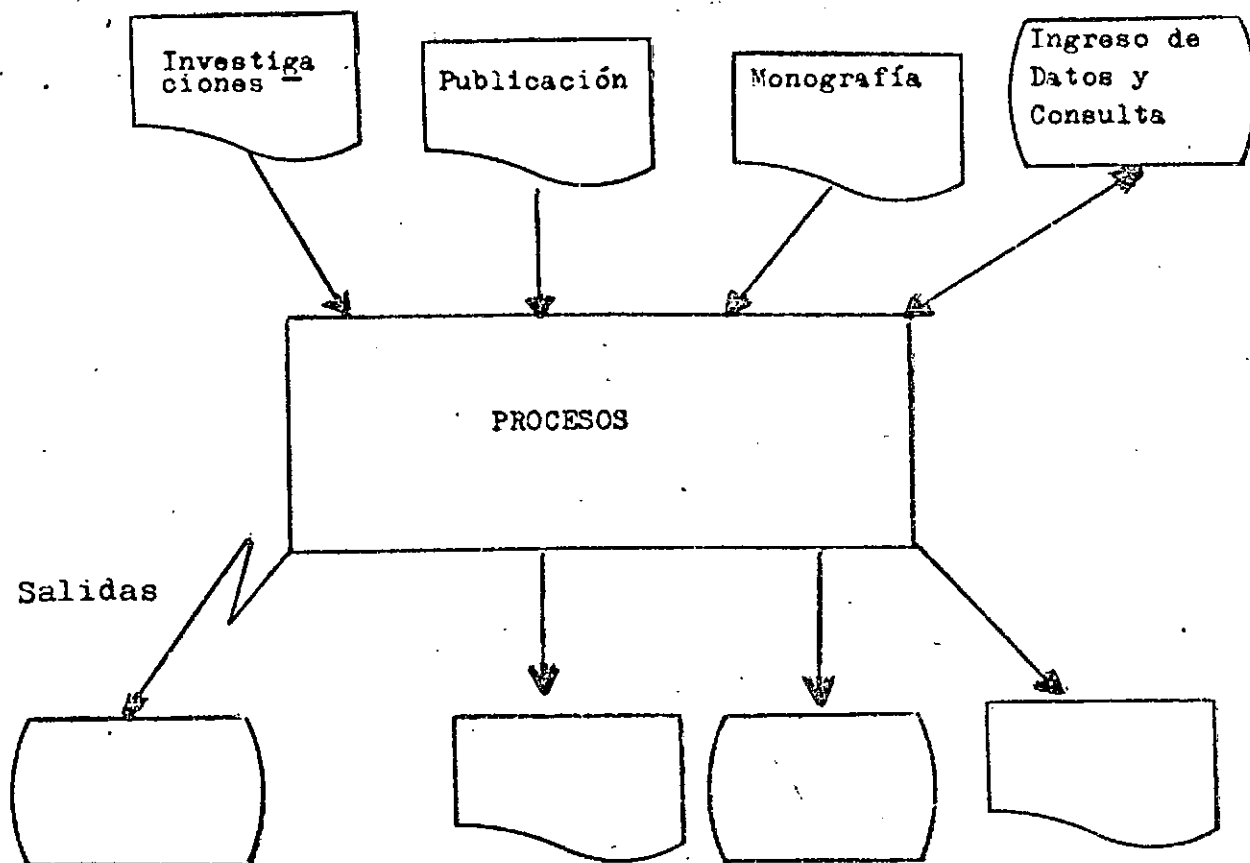 Investiga
ciones
Publicación
Monografía
Ingreso de
Datos y
Consulta
PROCESOS
Salidas